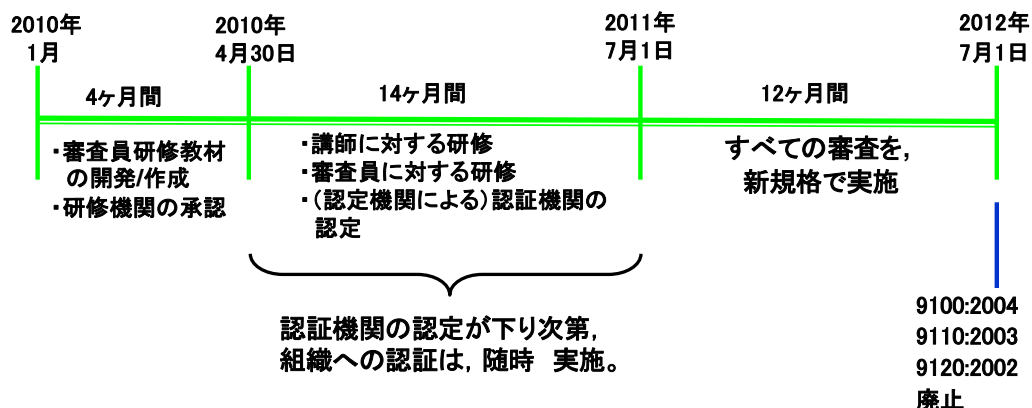 2010年
1月
2010年
4月30日
2011年
7月1日
2012年
7月1日
4ヶ月間
14ヶ月間
12ヶ月間
・審査員研修教材
の開発/作成
・研修機関の承認
・講師に対する研修
・審査員に対する研修
・(認定機関による)認証機関の
認定
すべての審査を,
新規格で実施
認証機関の認定が下り次第,
組織への認証は, 随時　実施。
9100:2004
9110:2003
9120:2002
廃止